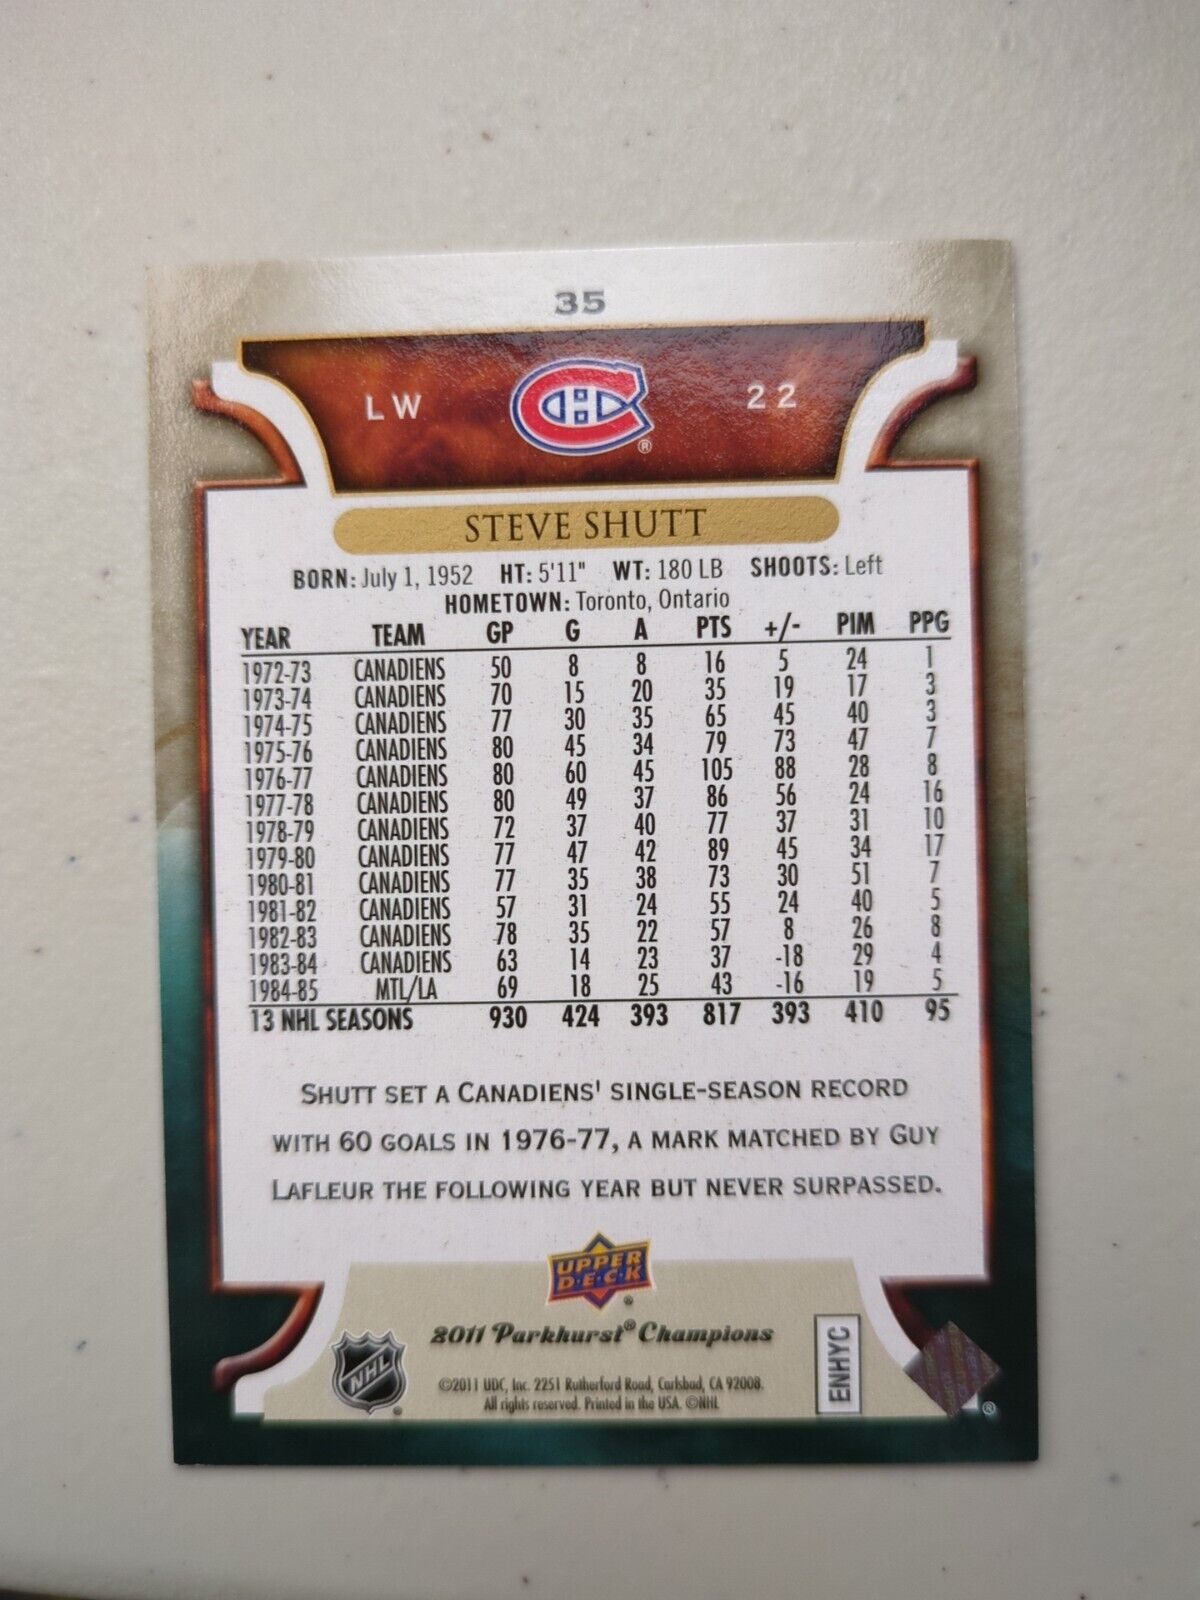 35
LW 22
®
STEVE SHUTT
BORN: July 1, 1952 HT: 5'11" WT: 180 LB SHOOTS: Left
HOMETOWN: Toronto, Ontario
YEAR TEAM GP G A PTS +/- PIM PPG
1972-73 CANADIENS 50 8 8 16 5 24 1
1973-74 CANADIENS 70 15 20 35 19 17 3
1974-75 CANADIENS 77 30 35 65 45 40 3
1975-76 CANADIENS 80 45 34 79 73 47 7
1976-77 CANADIENS 80 60 45 105 88 28 8
1977-78 CANADIENS 80 49 37 86 56 24 16
1978-79 CANADIENS 72 37 40 77 37 31 10
1979-80 CANADIENS 77 47 42 89 45 34 17
1980-81 CANADIENS 77 35 38 73 30 51 7
1981-82 CANADIENS 57 31 24 55 24 40 5
1982-83 CANADIENS 78 35 22 57 8 26 8
1983-84 CANADIENS 63 14 23 37 -18 29 4
1984-85 MTL/LA 69 18 25 43 -16 19 5
13 NHL SEASONS 930 424 393 817 393 410 95
SHUTT SET A CANADIENS' SINGLE-SEASON RECORD
WITH 60 GOALS IN 1976-77, A MARK MATCHED BY GUY
LAFLEUR THE FOLLOWING YEAR BUT NEVER SURPASSED.
UPPER
DECK
®
2011 Parkhurst® Champions
NHL
©2011 UDC, Inc. 2251 Rutherford Road, Carlsbad, CA 92008.
All rights reserved. Printed in the USA. ©NHL
ENHYC
®